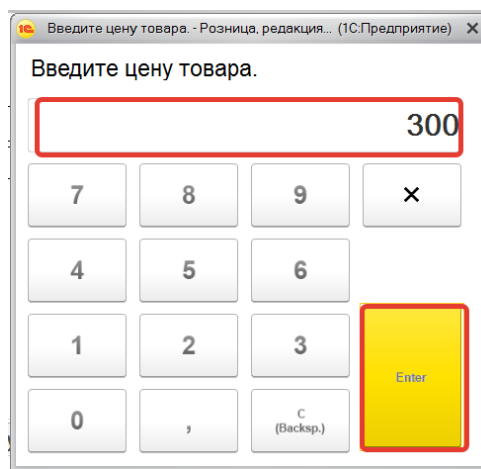 1С Введите цену товара. - Розница, редакция... (1С:Предприятие) ×
Введите цену товара.
300
7 8 9 ×
4 5 6
1 2 3
Enter
0 , C
(Backsp.)